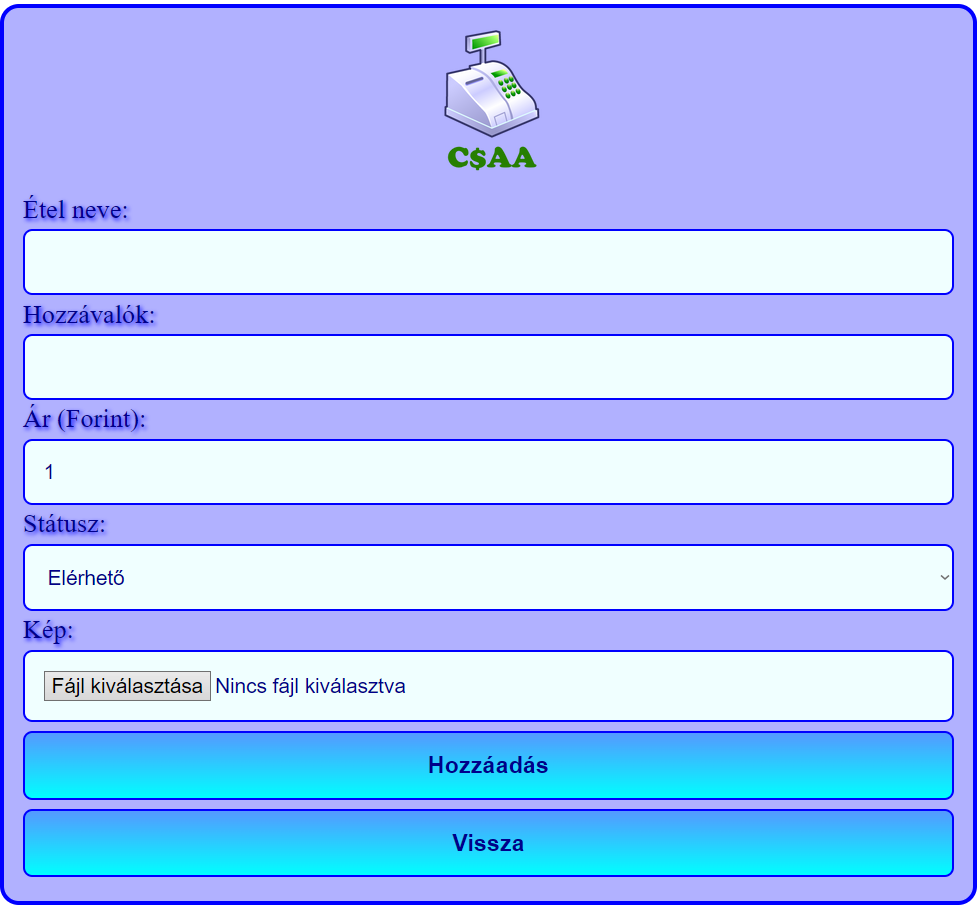 C$AA
Étel neve:
Hozzávalók:
Ár (Forint):
1
Státusz:
Elérhető
Kép:
Fájl kiválasztása Nincs fájl kiválasztva
Hozzáadás
Vissza